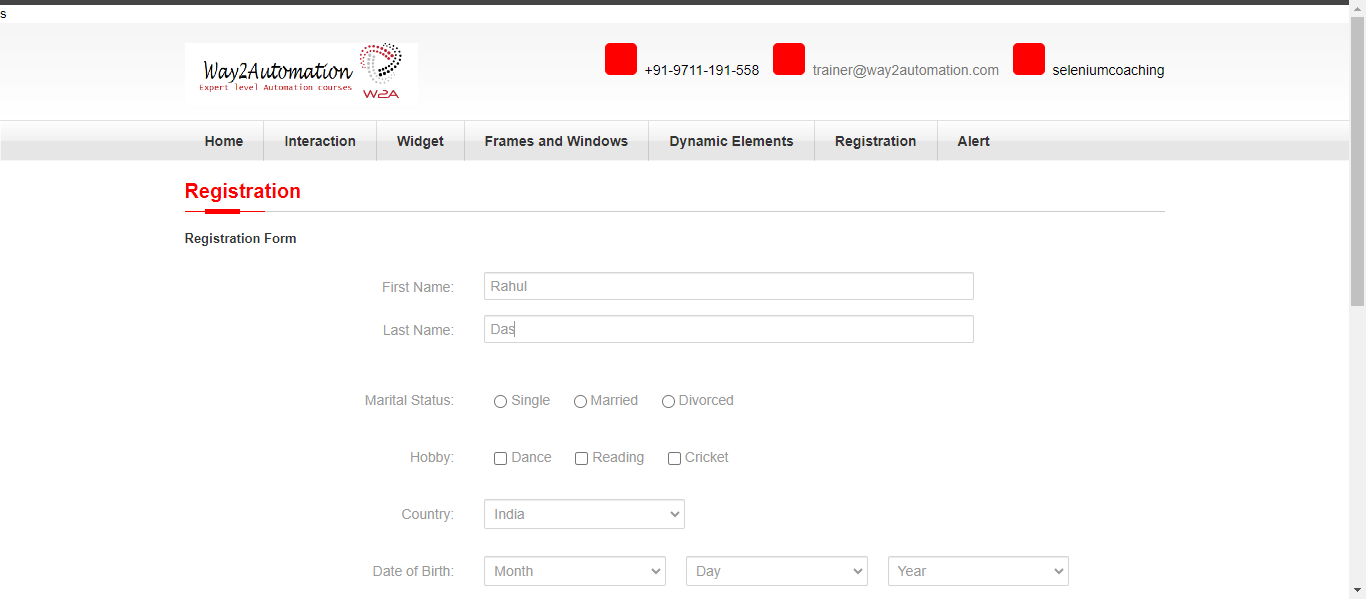 s
Way2Automation
Expert level Automation courses
W2A
+91-9711-191-558 trainer@way2automation.com seleniumcoaching
Home Interaction Widget Frames and Windows Dynamic Elements Registration Alert
Registration
Registration Form
First Name: Rahul
Last Name: Das
Marital Status: Single Married Divorced
Hobby: Dance Reading Cricket
Country: India
Date of Birth: Month Day Year